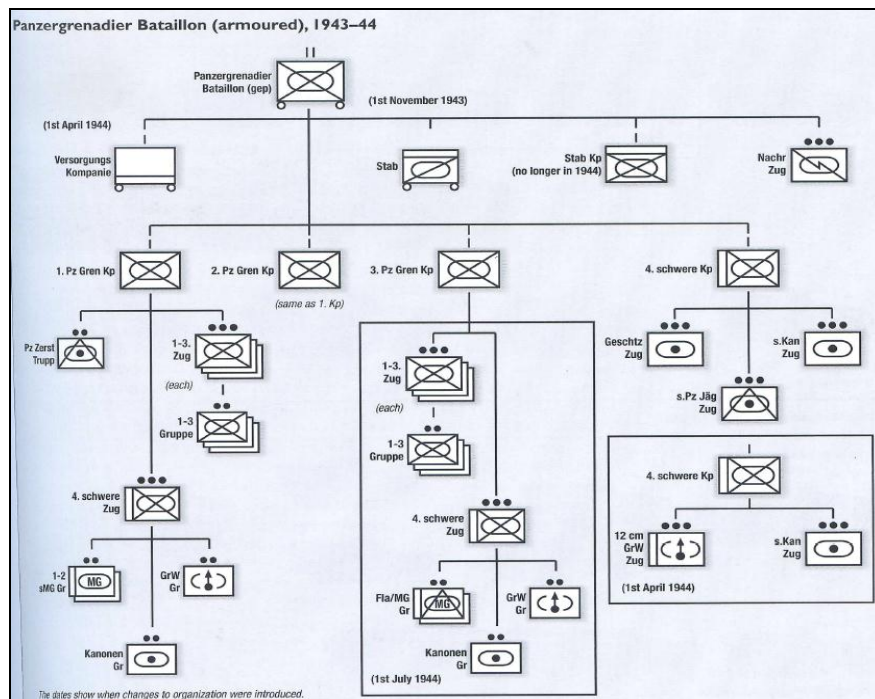 Panzergrenadier Bataillon (armoured), 1943–44
Panzergrenadier
Bataillon (gep)
(1st November 1943)
(1st April 1944)
Versorgungs
Kompanie
Stab
Stab Kp
(no longer in 1944)
Nachr
Zug
1. Pz Gren Kp
2. Pz Gren Kp
(same as 1. Kp)
3. Pz Gren Kp
4. schwere Kp
Pz Zerst
Trupp
1-3.
Zug
(each)
1-3
Gruppe
4. schwere
Zug
1-2
sMG Gr
MG
GrW
Gr
Kanonen
Gr
1-3.
Zug
(each)
1-3
Gruppe
4. schwere
Zug
Fla/MG
Gr
MG
GrW
Gr
Kanonen
Gr
(1st July 1944)
Geschtz
Zug
s.Kan
Zug
s.Pz Jäg
Zug
4. schwere Kp
12 cm
GrW
Zug
s.Kan
Zug
(1st April 1944)
The dates show when changes to organization were introduced.